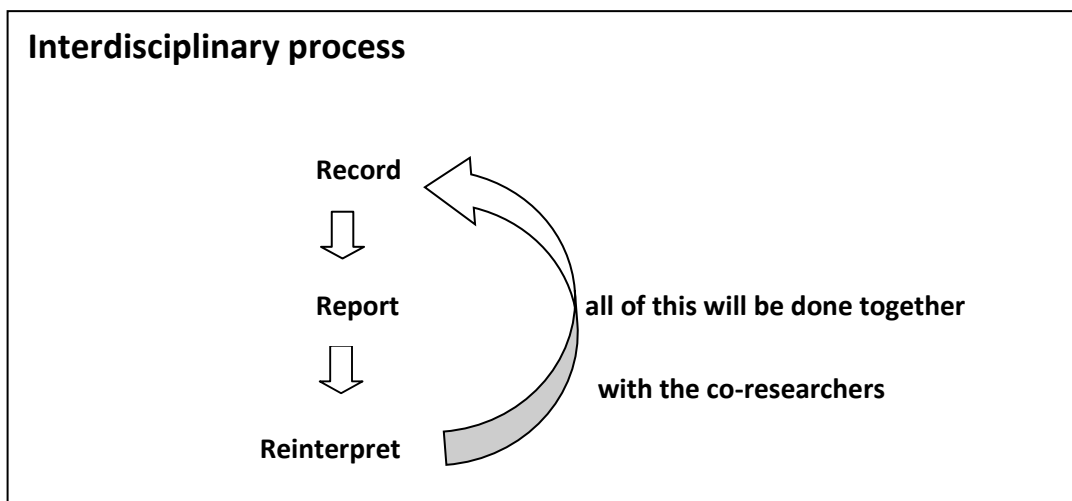 Interdisciplinary process
Record
Report
all of this will be done together
with the co-researchers
Reinterpret